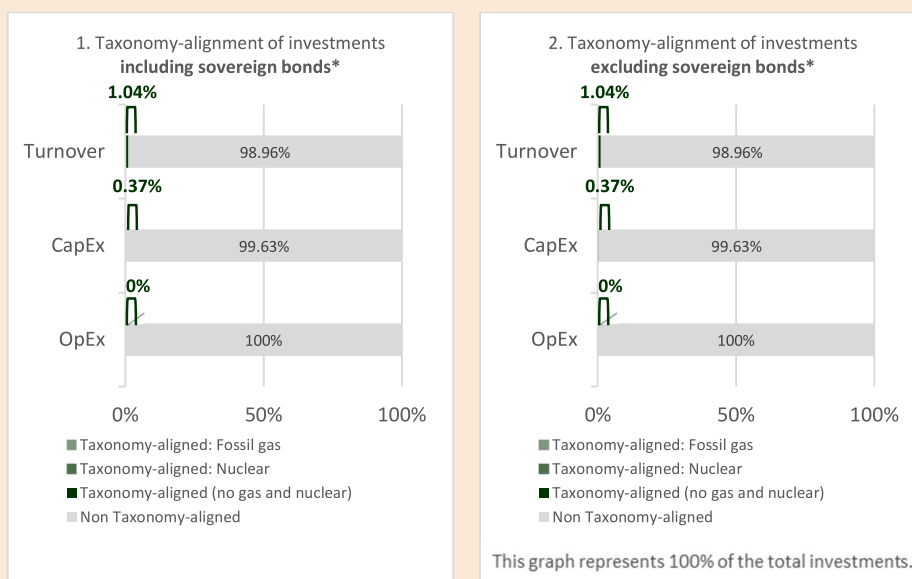 1. Taxonomy-alignment of investments
including sovereign bonds*
1.04%
Turnover
98.96%
0.37%
CapEx
99.63%
0%
OpEx
100%
0% 50% 100%
Taxonomy-aligned: Fossil gas
Taxonomy-aligned: Nuclear
Taxonomy-aligned (no gas and nuclear)
Non Taxonomy-aligned
2. Taxonomy-alignment of investments
excluding sovereign bonds*
1.04%
Turnover
98.96%
0.37%
CapEx
99.63%
0%
OpEx
100%
0% 50% 100%
Taxonomy-aligned: Fossil gas
Taxonomy-aligned: Nuclear
Taxonomy-aligned (no gas and nuclear)
Non Taxonomy-aligned
This graph represents 100% of the total investments.